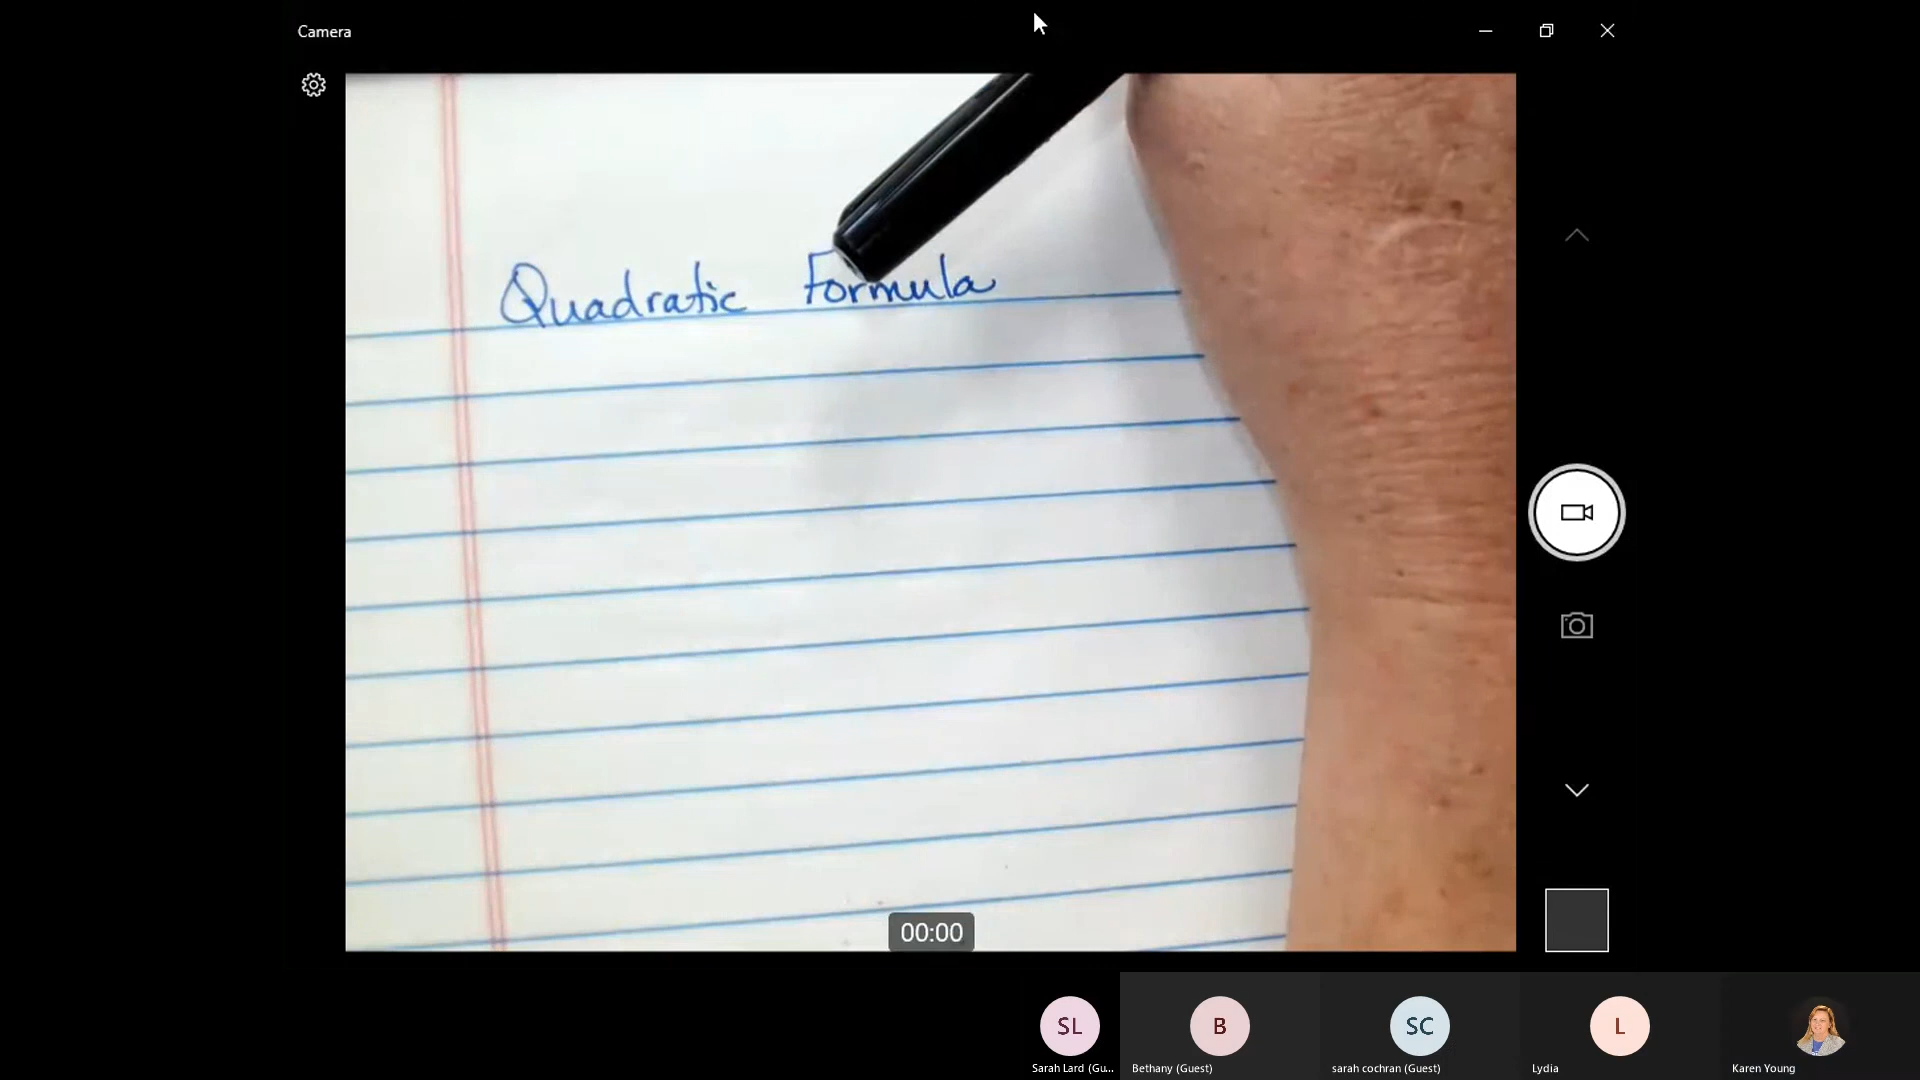 Camera
Quadratic Formula
00:00
SL
B
SC
L
Sarah Lard (Gu...
Bethany (Guest)
sarah cochran (Guest)
Lydia
Karen Young